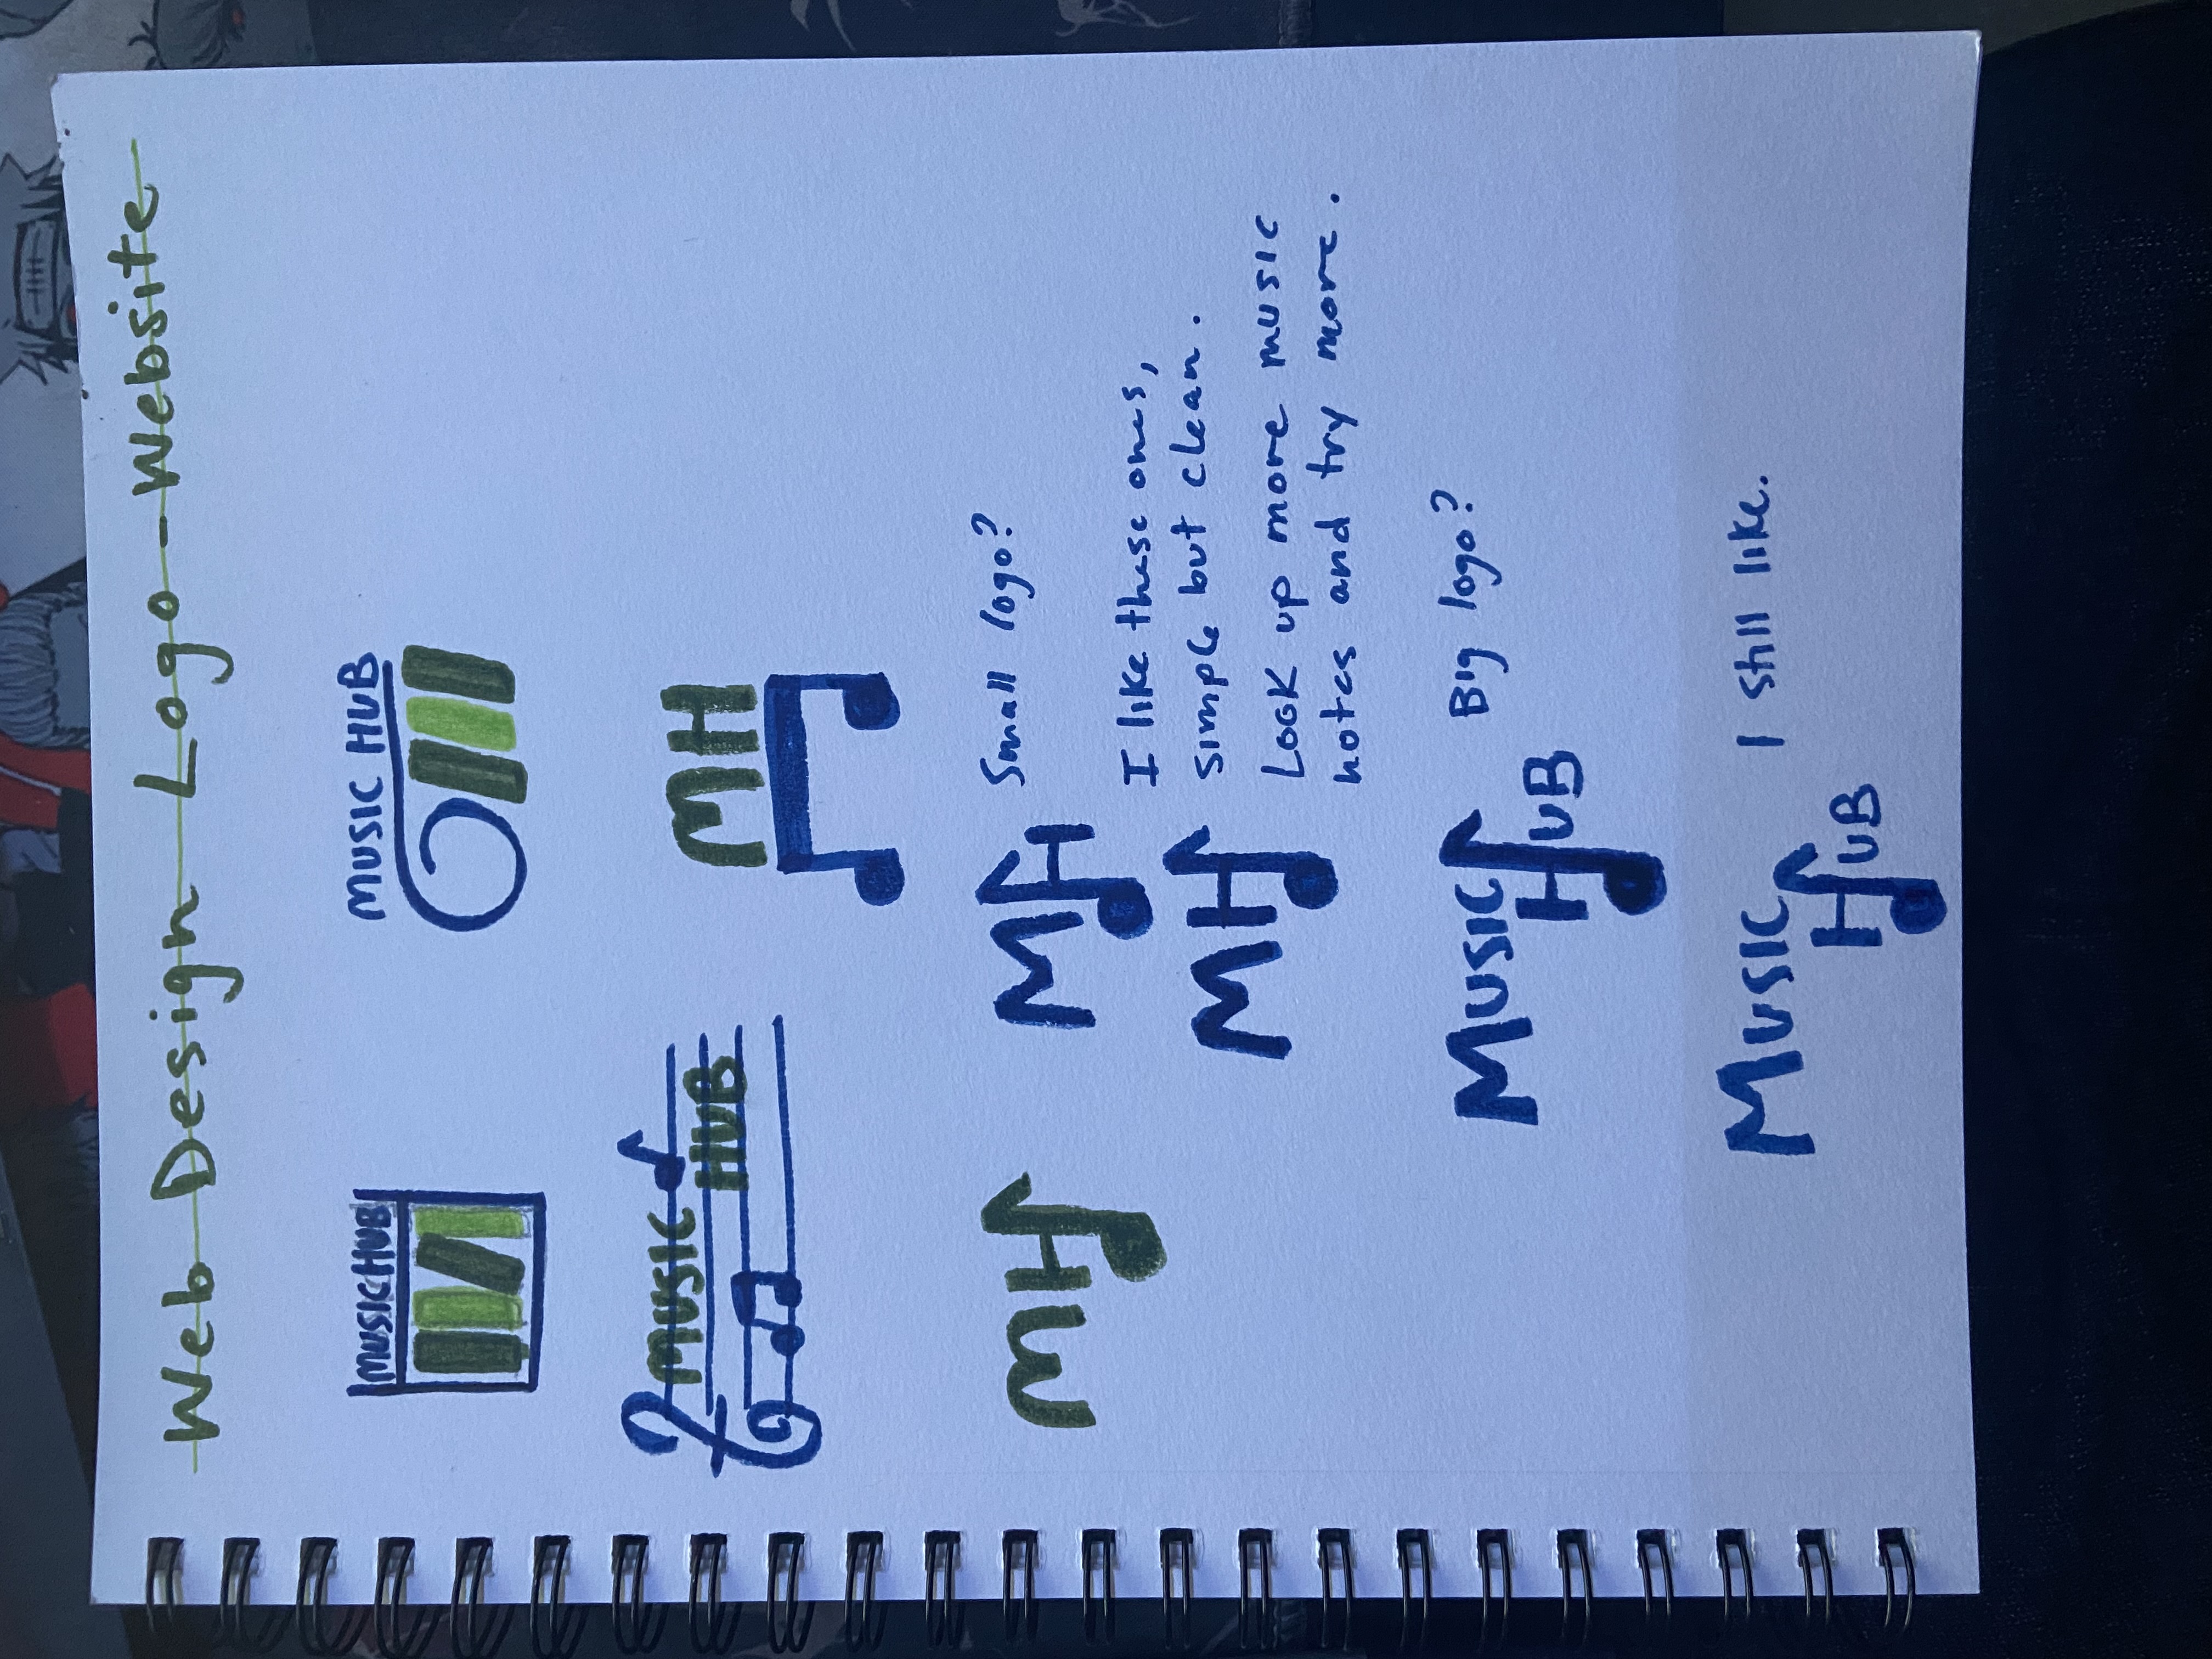 Web Design Logo - Website
MUSIC HUB
MUSIC HUB
MUSIC
HUB
MH
MH
MH
Small logo?
I like these ones,
simple but clean.
MH
Look up more music
notes and try more.
MUSIC
HUB
Big logo?
MUSIC
HUB
I still like.